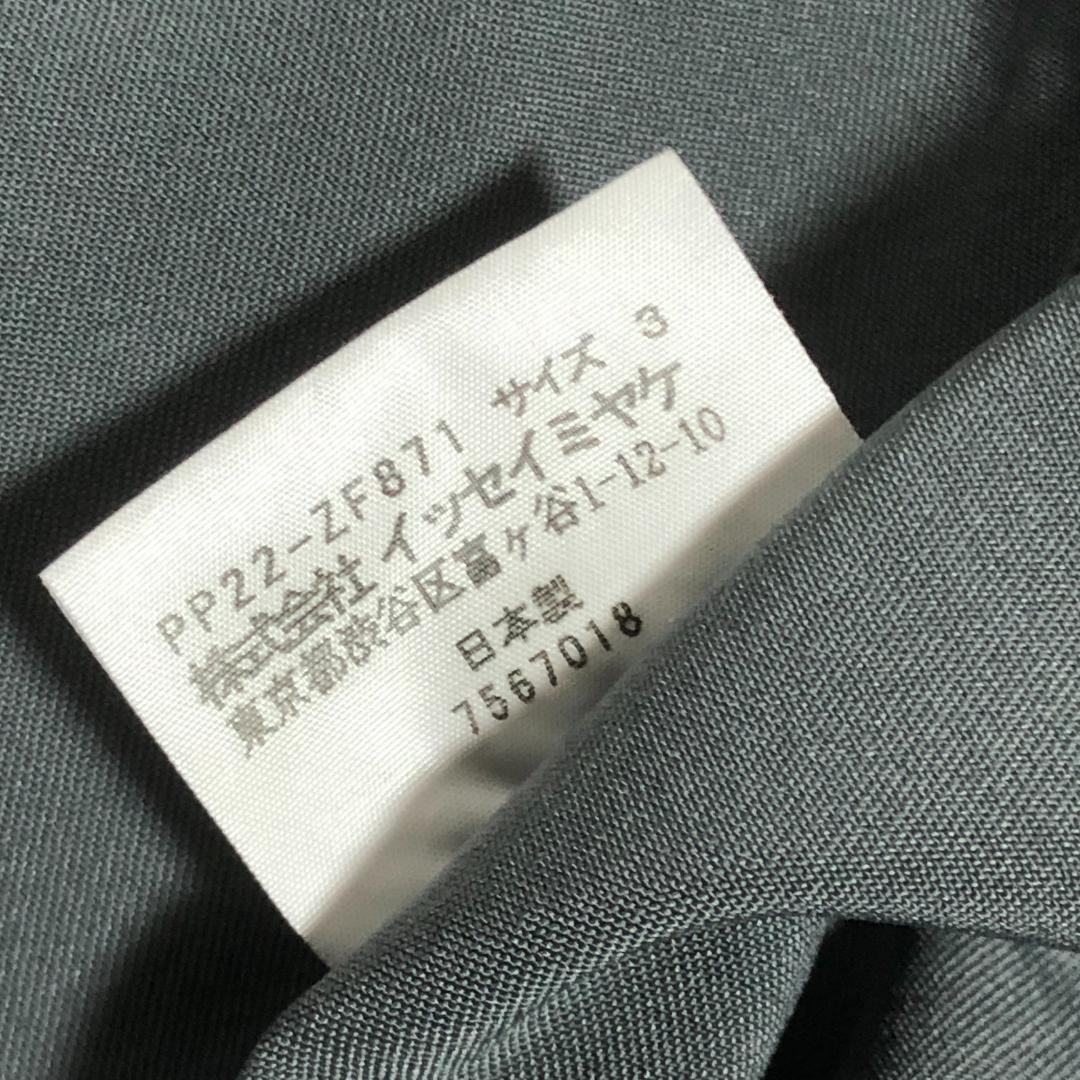 PP22-ZF871 サイズ 3
株式会社イッセイミヤケ
東京都渋谷区富ヶ谷1-12-10
日本製
7567018